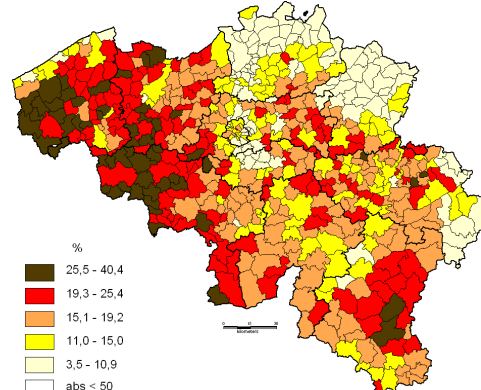 %
25,5 - 40,4
19,3 - 25,4
15,1 - 19,2
11,0 - 15,0
3,5 - 10,9
abs < 50
kilometers